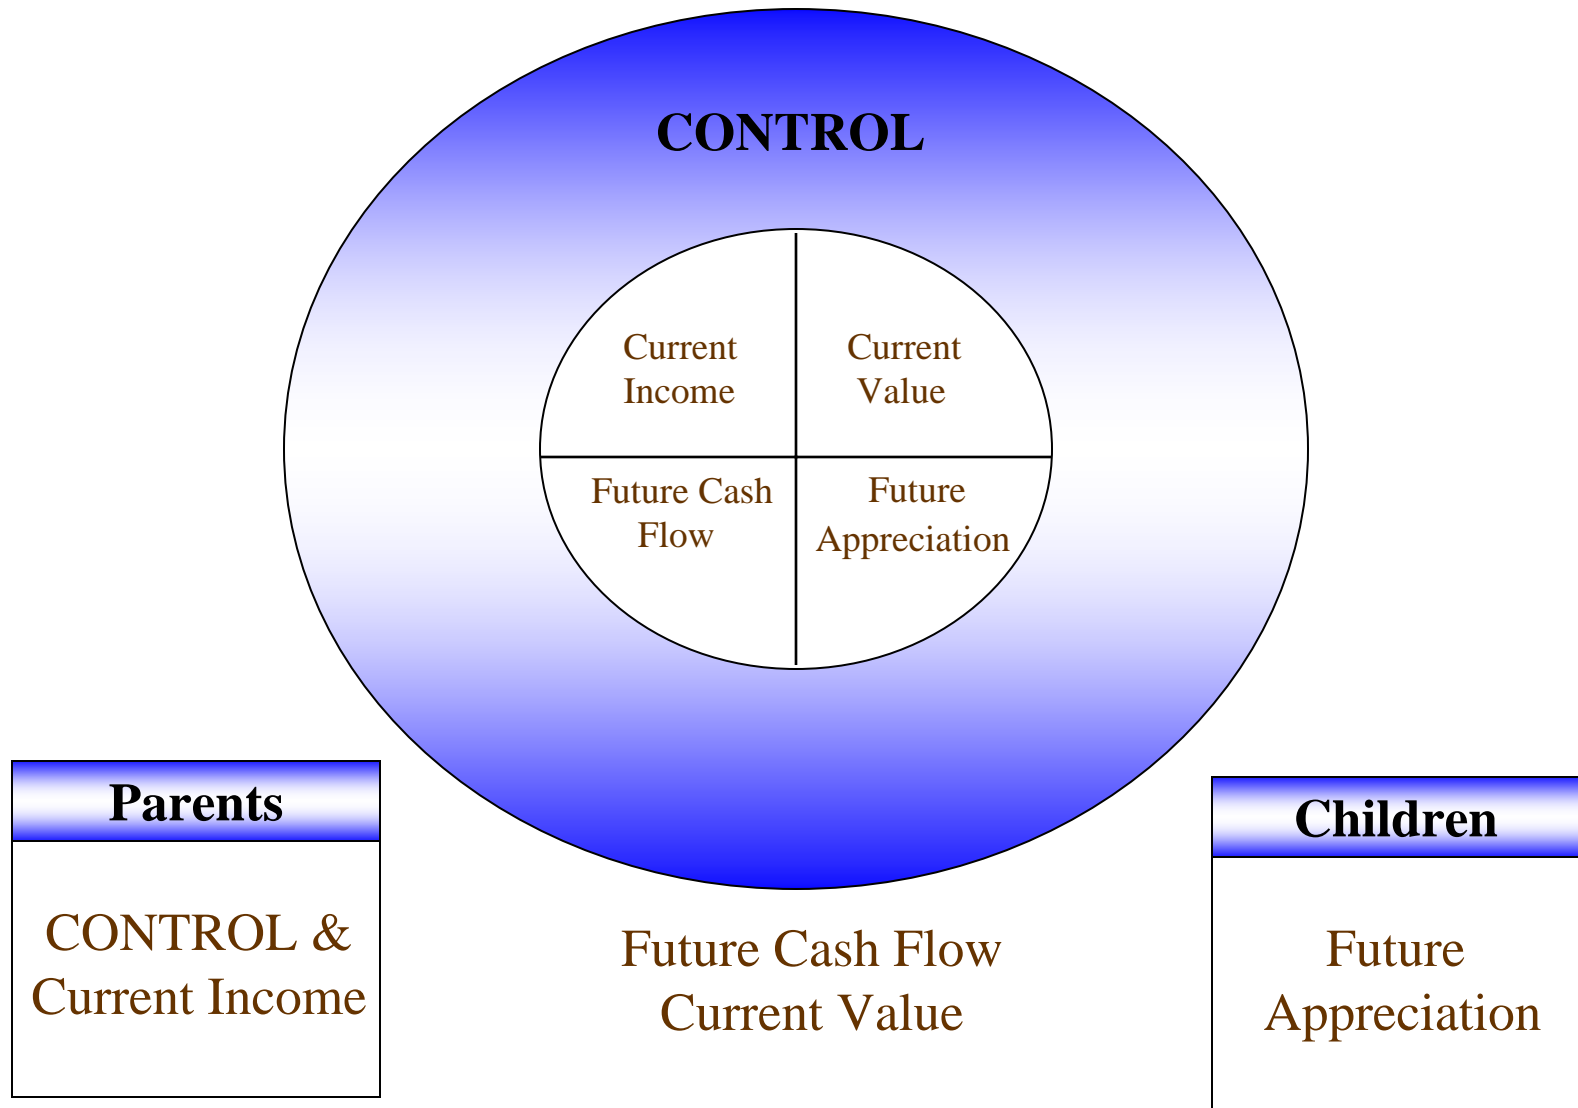 CONTROL
Current
Income
Current
Value
Future Cash
Flow
Future
Appreciation
Parents
CONTROL &
Current Income
Future Cash Flow
Current Value
Children
Future
Appreciation